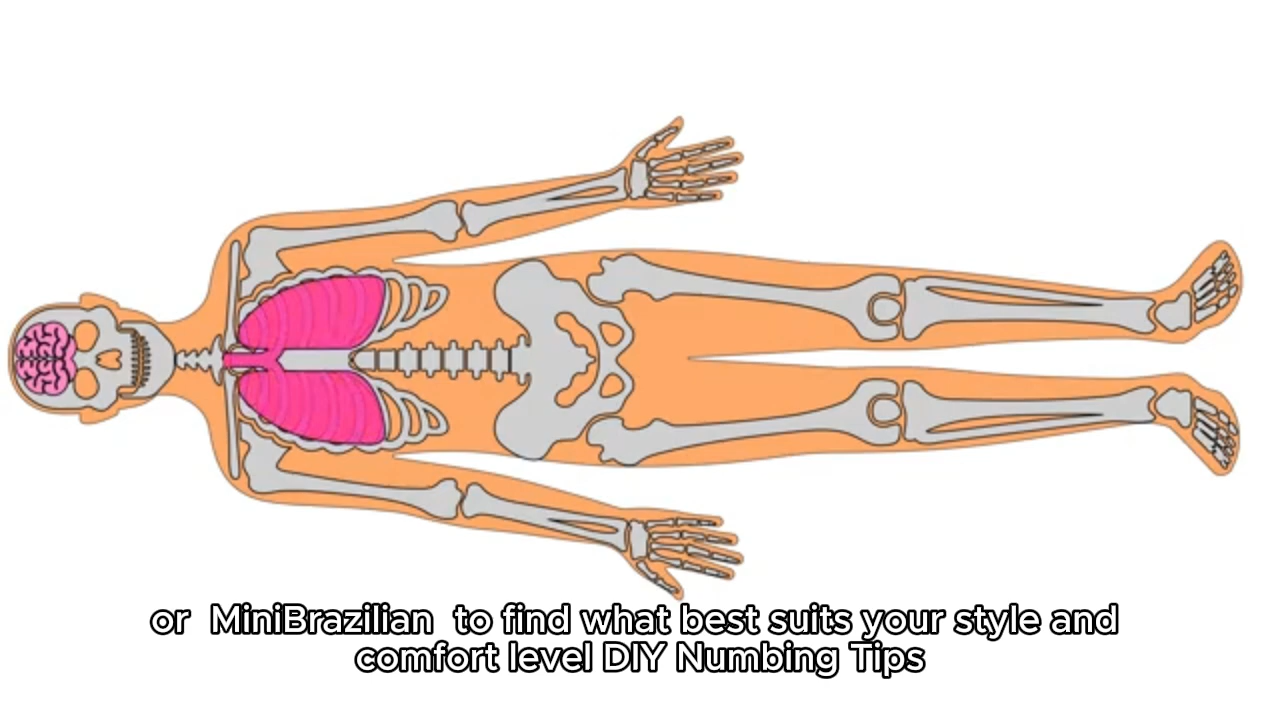 or MiniBrazilian to find what best suits your style and
comfort level DIY Numbing Tips